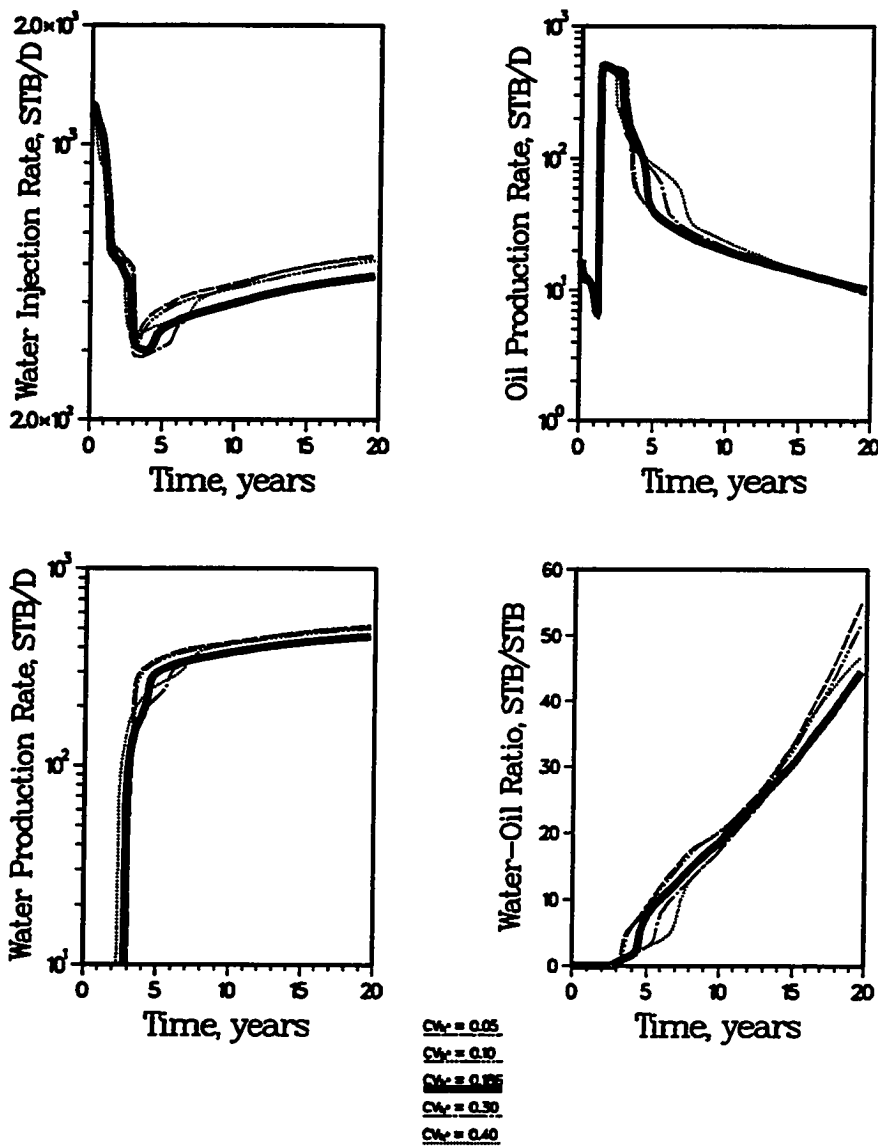 2.0×10³
10³
2.0×10²
Water Injection Rate, STB/D
0 5 10 15 20
Time, years
10³
10²
10¹
10⁰
Oil Production Rate, STB/D
0 5 10 15 20
Time, years
10³
10²
10¹
Water Production Rate, STB/D
0 5 10 15 20
Time, years
60
50
40
30
20
10
0
Water-Oil Ratio, STB/STB
0 5 10 15 20
Time, years
= 0.05
= 0.10
= 0.30
= 0.40